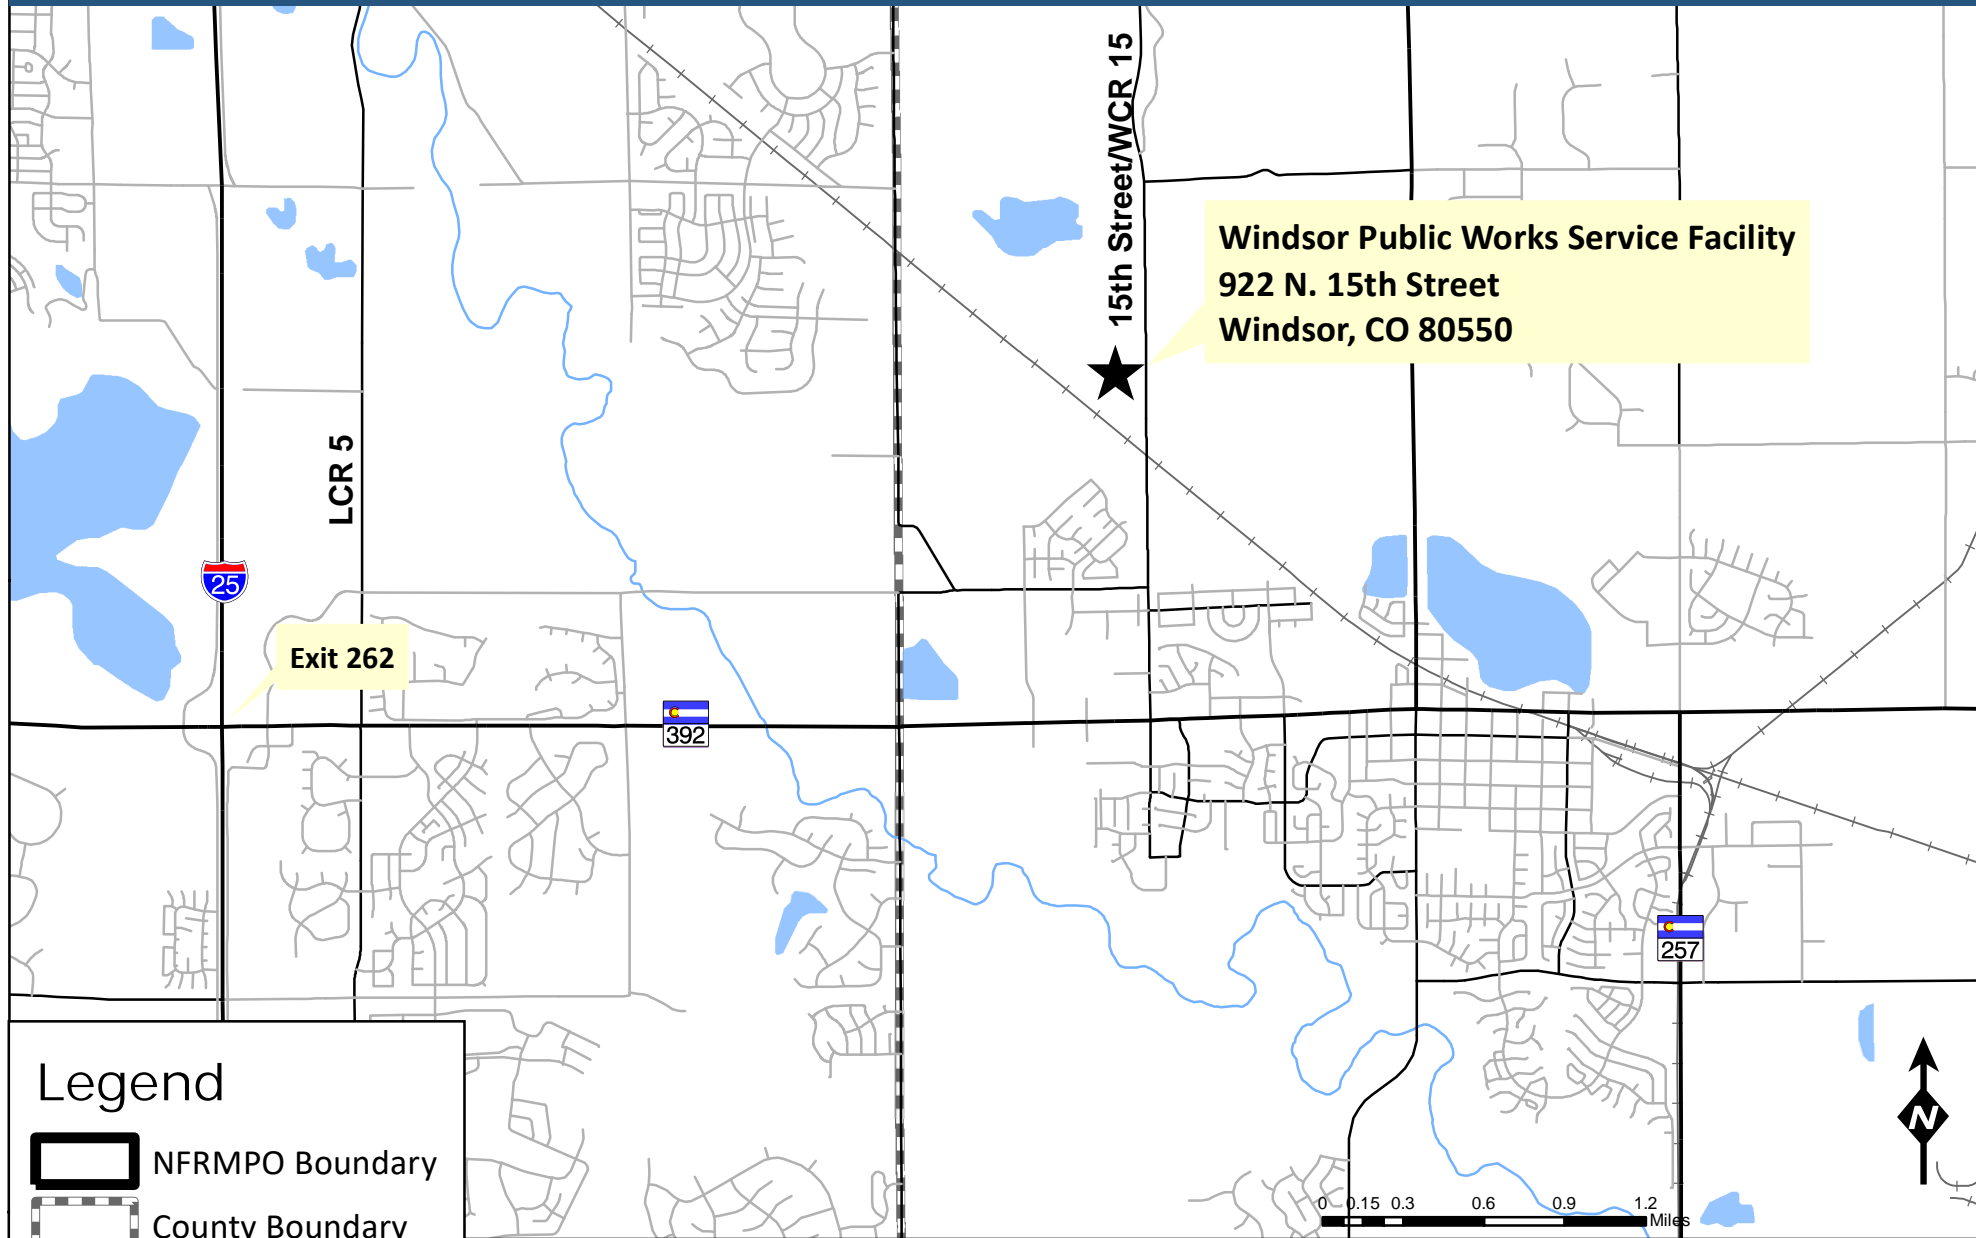 15th Street/WCR 15
Windsor Public Works Service Facility
922 N. 15th Street
Windsor, CO 80550
LCR 5
25
Exit 262
392
257
Legend
NFRMPO Boundary
County Boundary
N
0 0.15 0.3 0.6 0.9 1.2
Miles